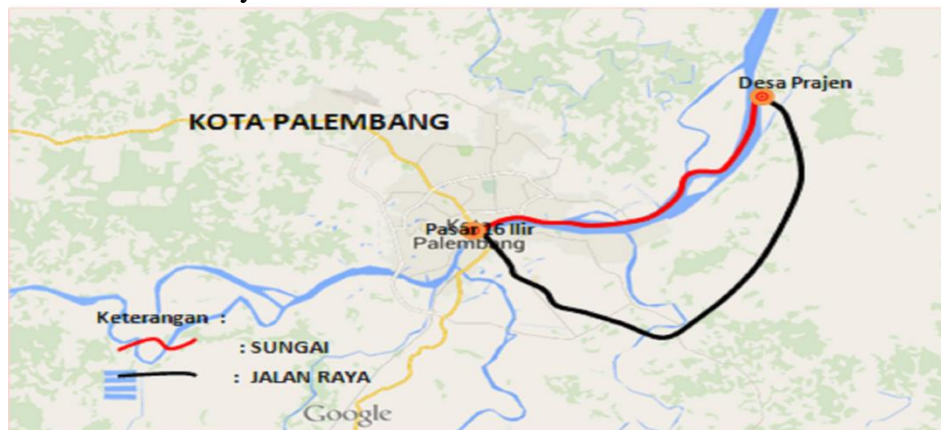 Desa Prajen
KOTA PALEMBANG
Pasar 16 Ilir
Palembang
Keterangan :
: SUNGAI
: JALAN RAYA
Google